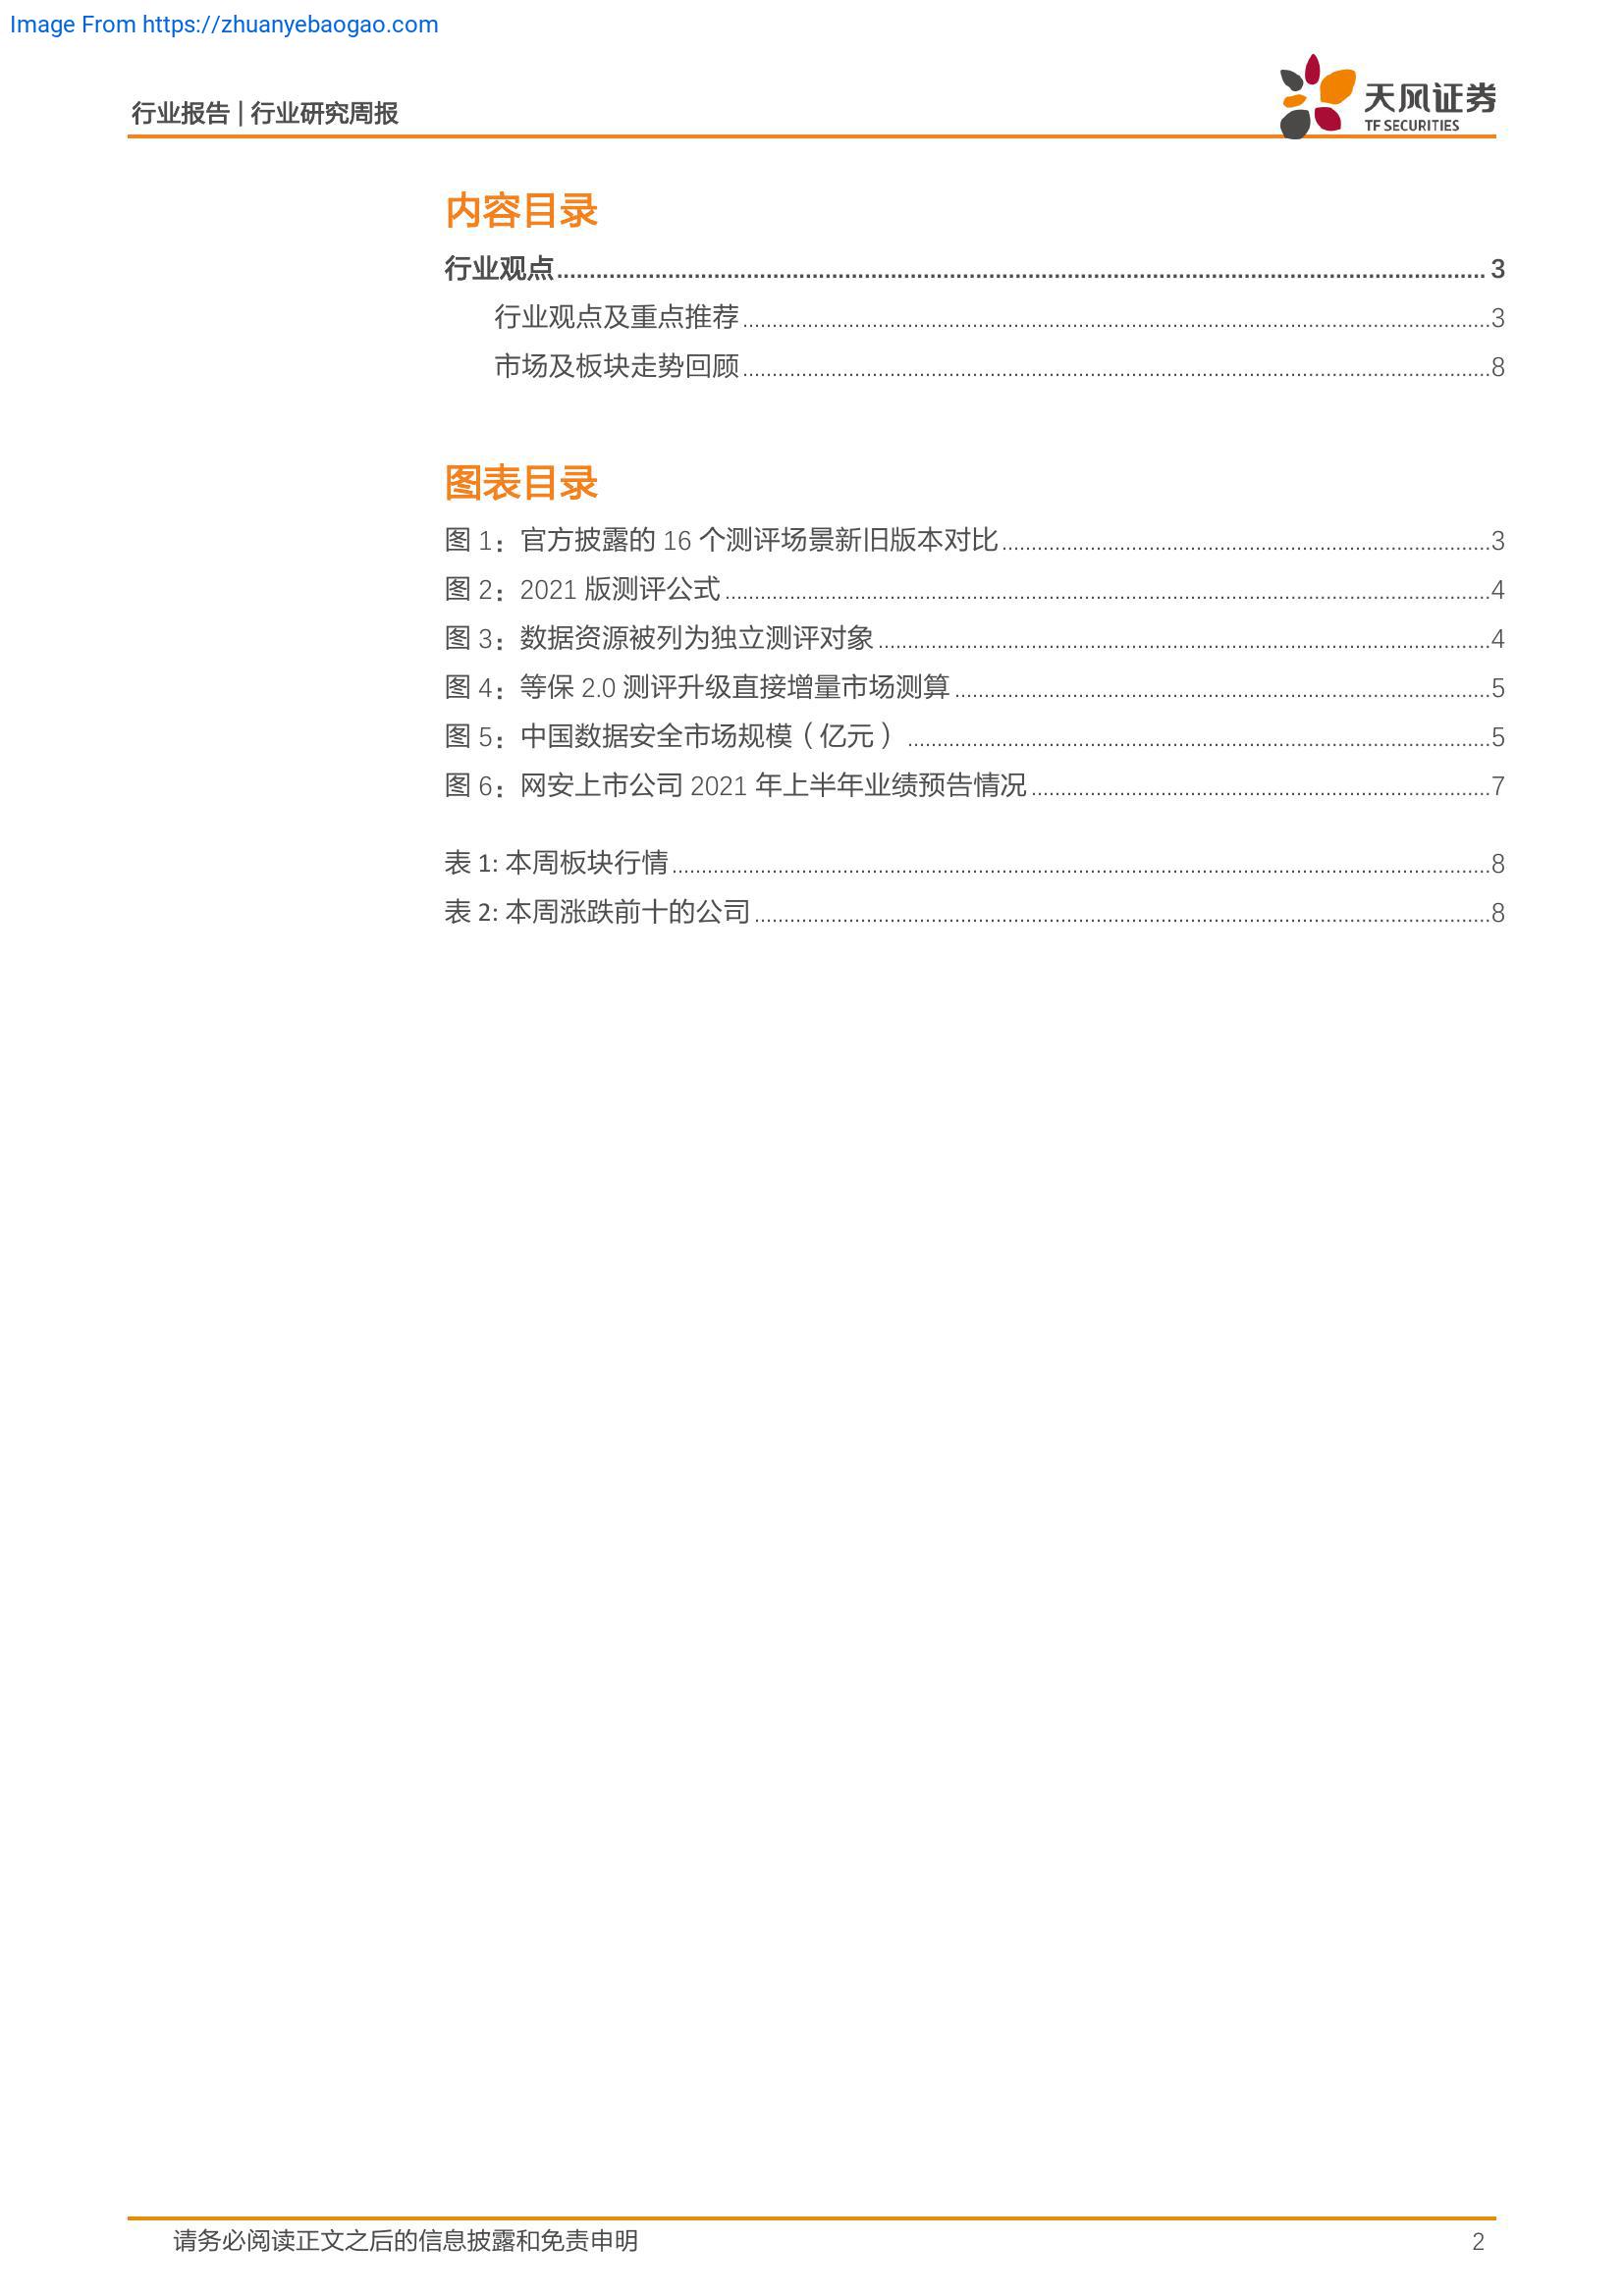 Image From https://zhuanyebaogao.com
行业报告 | 行业研究周报
天风证券
TF SECURITIES
内容目录
行业观点 3
行业观点及重点推荐 3
市场及板块走势回顾 8
图表目录
图 1：官方披露的 16 个测评场景新旧版本对比 3
图 2：2021 版测评公式 4
图 3：数据资源被列为独立测评对象 4
图 4：等保 2.0 测评升级直接增量市场测算 5
图 5：中国数据安全市场规模（亿元） 5
图 6：网安上市公司 2021 年上半年业绩预告情况 7
表 1: 本周板块行情 8
表 2: 本周涨跌前十的公司 8
请务必阅读正文之后的信息披露和免责申明 2